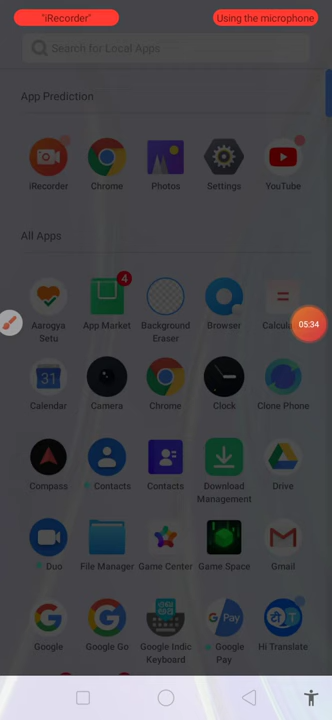 "iRecorder" Using the microphone
Search for Local Apps
App Prediction
iRecorder Chrome Photos Settings YouTube
All Apps
4
05:34
Aarogya Setu App Market Background Eraser Browser
31
Calendar Camera Chrome Clock Clone Phone
Compass Contacts Contacts Download Management Drive
Duo File Manager Game Center Game Space Gmail
Pay
Google Google Go Google Indic Keyboard Google Pay Hi Translate